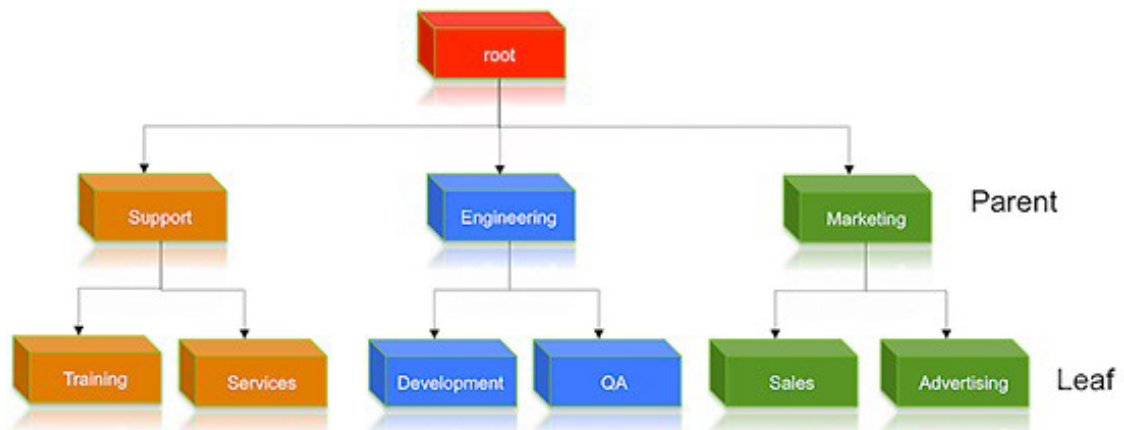 root
Support
Engineering
Marketing
Parent
Training
Services
Development
QA
Sales
Advertising
Leaf